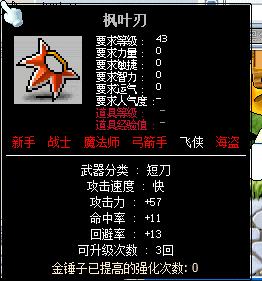 枫叶刃
要求等级: 43
要求力量: 0
要求敏捷: 0
要求智力: 0
要求运气: 0
要求人气度: -
道具等级: -
道具经验值: -
新手 战士 魔法师 弓箭手 飞侠 海盗
武器分类 : 短刀
攻击速度 : 快
攻击力 : +57
命中率 : +11
回避率 : +13
可升级次数 : 3回
金锤子已提高的强化次数: 0